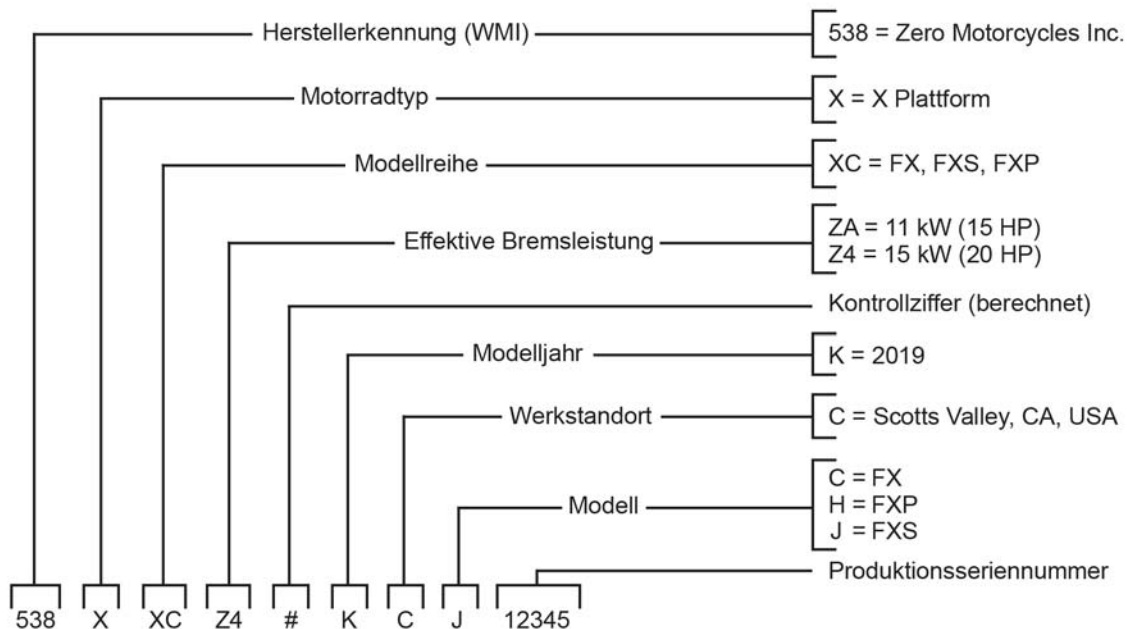 Herstellerkennung (WMI)
538 = Zero Motorcycles Inc.
Motorradtyp
X = X Plattform
Modellreihe
XC = FX, FXS, FXP
Effektive Bremsleistung
ZA = 11 kW (15 HP)
Z4 = 15 kW (20 HP)
Kontrollziffer (berechnet)
Modelljahr
K = 2019
Werkstandort
C = Scotts Valley, CA, USA
Modell
C = FX
H = FXP
J = FXS
Produktionsseriennummer
538 X XC Z4 # K C J 12345